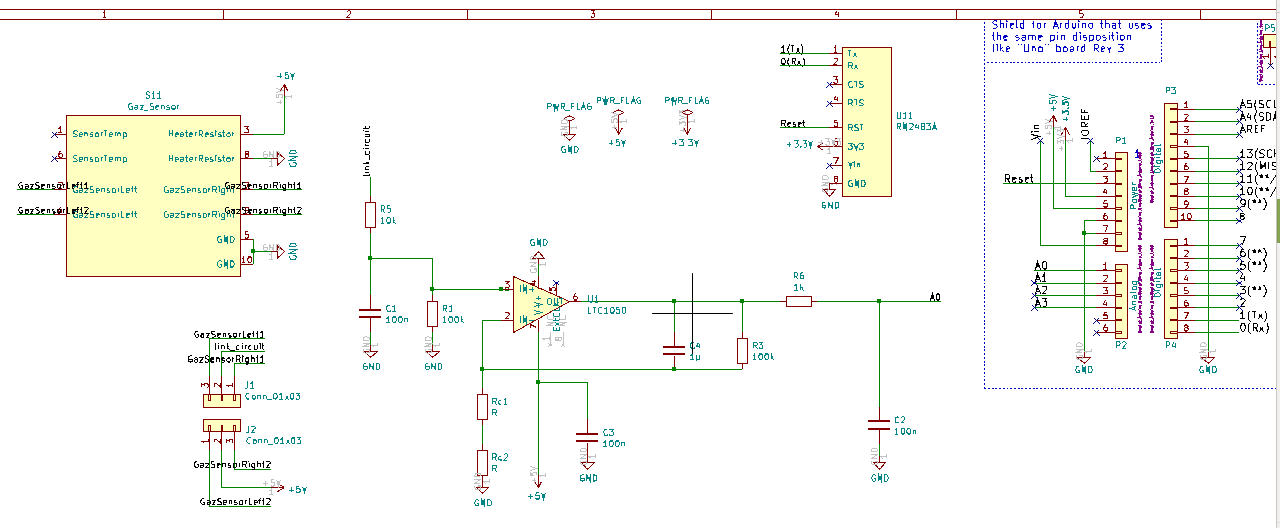 1
2
3
4
5
Shield for Arduino that uses
the same pin disposition
like "Uno" board Rev 3
P5
S11
Gaz_Sensor
+5V
1 SensorTemp HeaterResistor 3
6 SensorTemp HeaterResistor 8
GND
GazSensorLeft1 GazSensorLeft GazSensorRight GazSensorRight1
GazSensorLeft2 GazSensorLeft GazSensorRight GazSensorRight2
GND 5
GND 10
GND
link_circuit
R5
10k
C1
100n
GND
R1
100k
GND
PWR_FLAG
GND
PWR_FLAG
+5V
PWR_FLAG
+3.3V
GND
3 IN+
2 IN-
V+
OUT 6
U1
LTC1050
C4
1µ
R3
100k
R6
1k
A0
C2
100n
GND
Rc1
R
Rc2
R
GND
C3
100n
GND
+5V
1(Tx) 1 Tx
0(Rx) 2 Rx
3 CTS
4 RTS
Reset 5 RST
+3.3V 6 3V3
7 Vin
8 GND
GND
U11
RN2483A
GazSensorLeft1
link_circuit
GazSensorRight1
3 2 1
J1
Conn_01x03
J2
Conn_01x03
1 2 3
GazSensorRight2
+5V
GazSensorLeft2
Vin
+5V
+3.3V
IOREF
Reset
P1
Power
1
2
3
4
5
6
7
8
A0
A1
A2
A3
1
2
3
4
5
6
Analog
P2
GND
P3
Digital
1
2
3
4
5
6
7
8
9
10
A5(SCL
A4(SDA
AREF
13(SCK
12(MIS
11(**/
10(**/
9(**)
8
1
2
3
4
5
6
7
8
Digital
P4
7
6(**)
5(**)
4
3(**)
2
1(Tx)
0(Rx)
GND